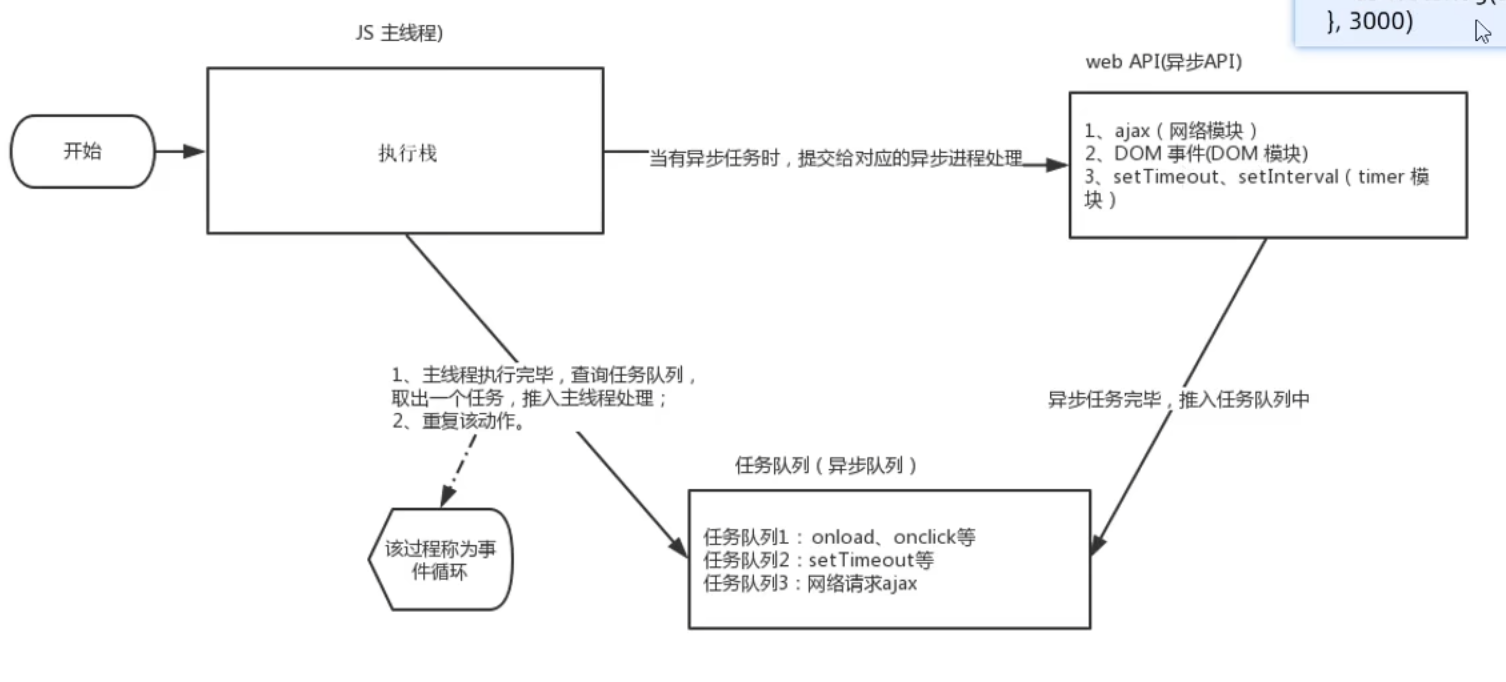 JS 主线程)
}, 3000)
web API(异步API)
开始
执行栈
当有异步任务时，提交给对应的异步进程处理
1、ajax（网络模块）
2、DOM 事件(DOM 模块)
3、setTimeout、setInterval（timer 模
块）
1、主线程执行完毕，查询任务队列，
取出一个任务，推入主线程处理；
2、重复该动作。
异步任务完毕，推入任务队列中
任务队列（异步队列）
任务队列1： onload、onclick等
任务队列2：setTimeout等
任务队列3：网络请求ajax
该过程称为事
件循环